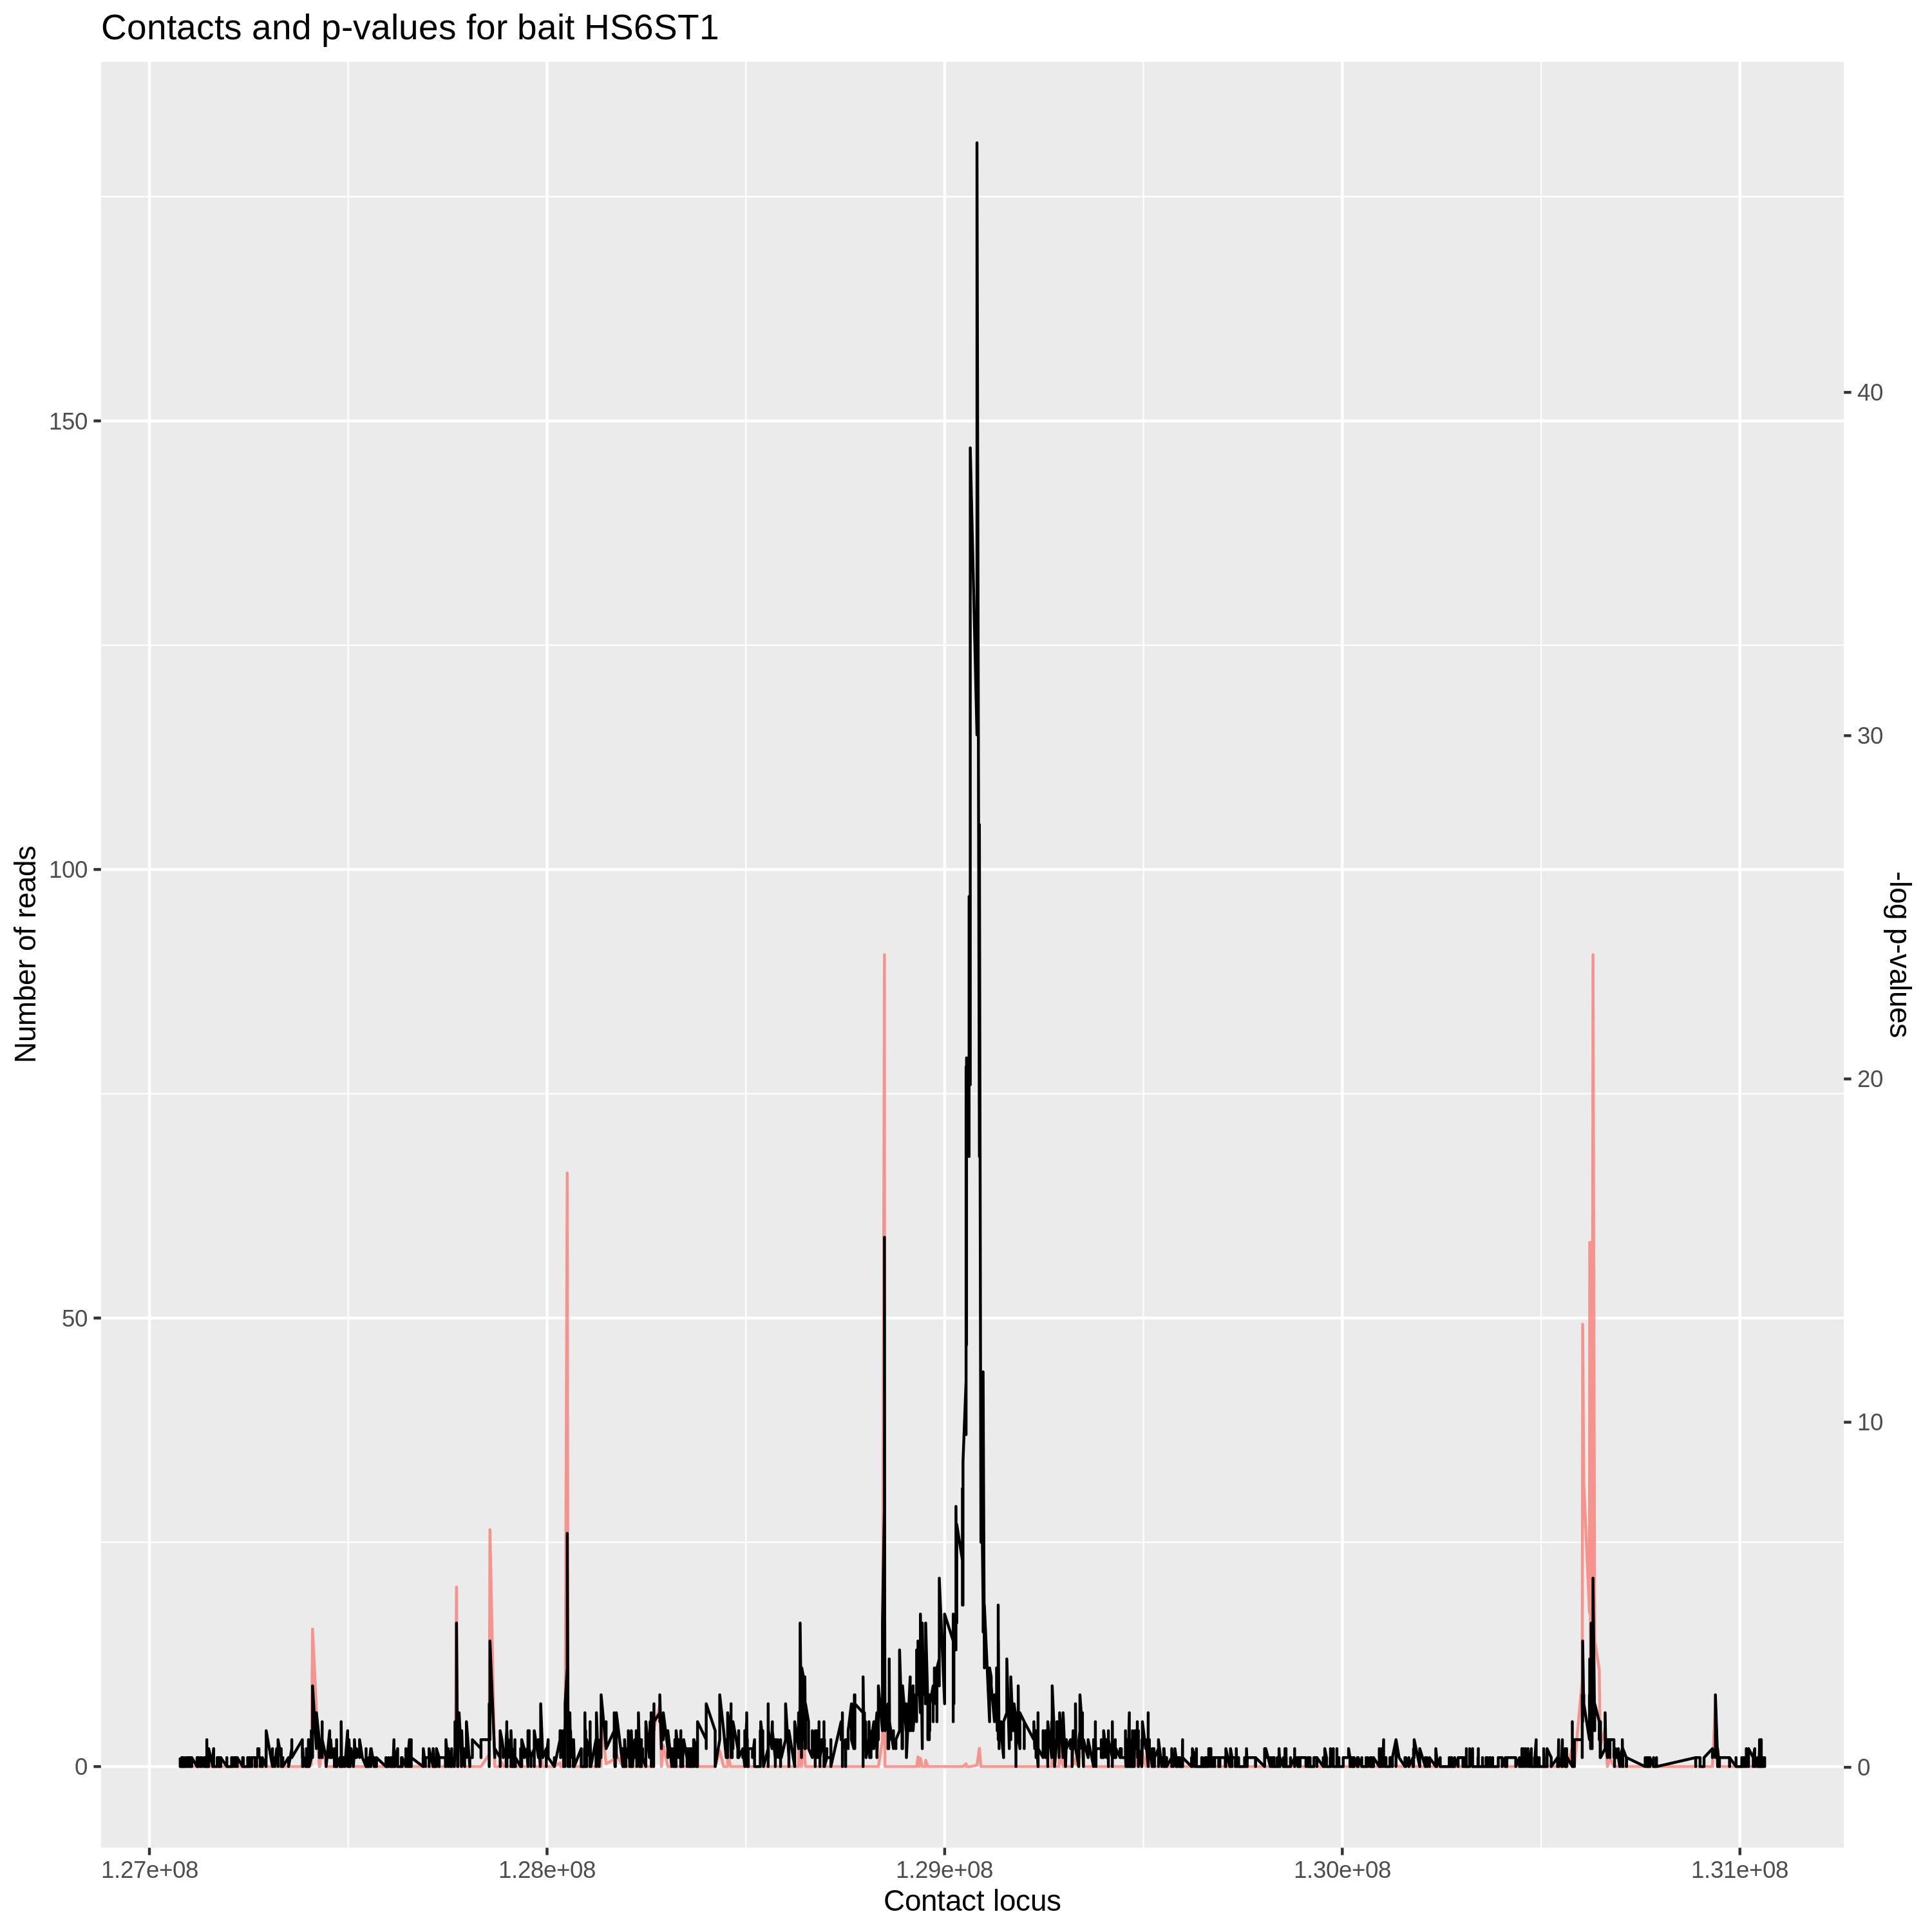 Contacts and p-values for bait HS6ST1
150
100
50
0
Number of reads
40
30
20
10
0
-log p-values
1.27e+08
1.28e+08
1.29e+08
1.30e+08
1.31e+08
Contact locus